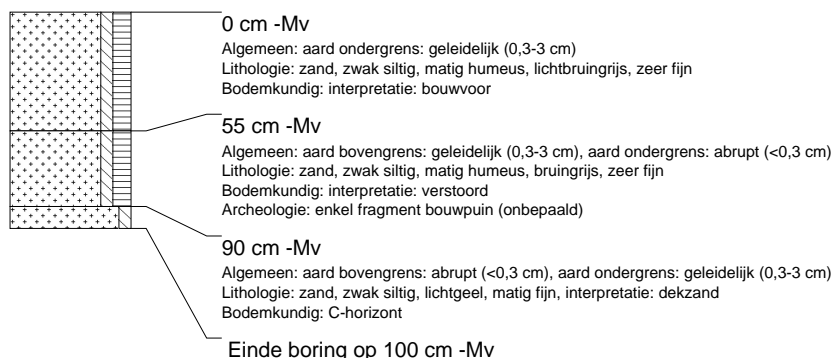 0 cm -Mv
Algemeen: aard ondergrens: geleidelijk (0,3-3 cm)
Lithologie: zand, zwak siltig, matig humeus, lichtbruingrijs, zeer fijn
Bodemkundig: interpretatie: bouwvoor
55 cm -Mv
Algemeen: aard bovengrens: geleidelijk (0,3-3 cm), aard ondergrens: abrupt (<0,3 cm)
Lithologie: zand, zwak siltig, matig humeus, bruingrijs, zeer fijn
Bodemkundig: interpretatie: verstoord
Archeologie: enkel fragment bouwpuin (onbepaald)
90 cm -Mv
Algemeen: aard bovengrens: abrupt (<0,3 cm), aard ondergrens: geleidelijk (0,3-3 cm)
Lithologie: zand, zwak siltig, lichtgeel, matig fijn, interpretatie: dekzand
Bodemkundig: C-horizont
Einde boring op 100 cm -Mv